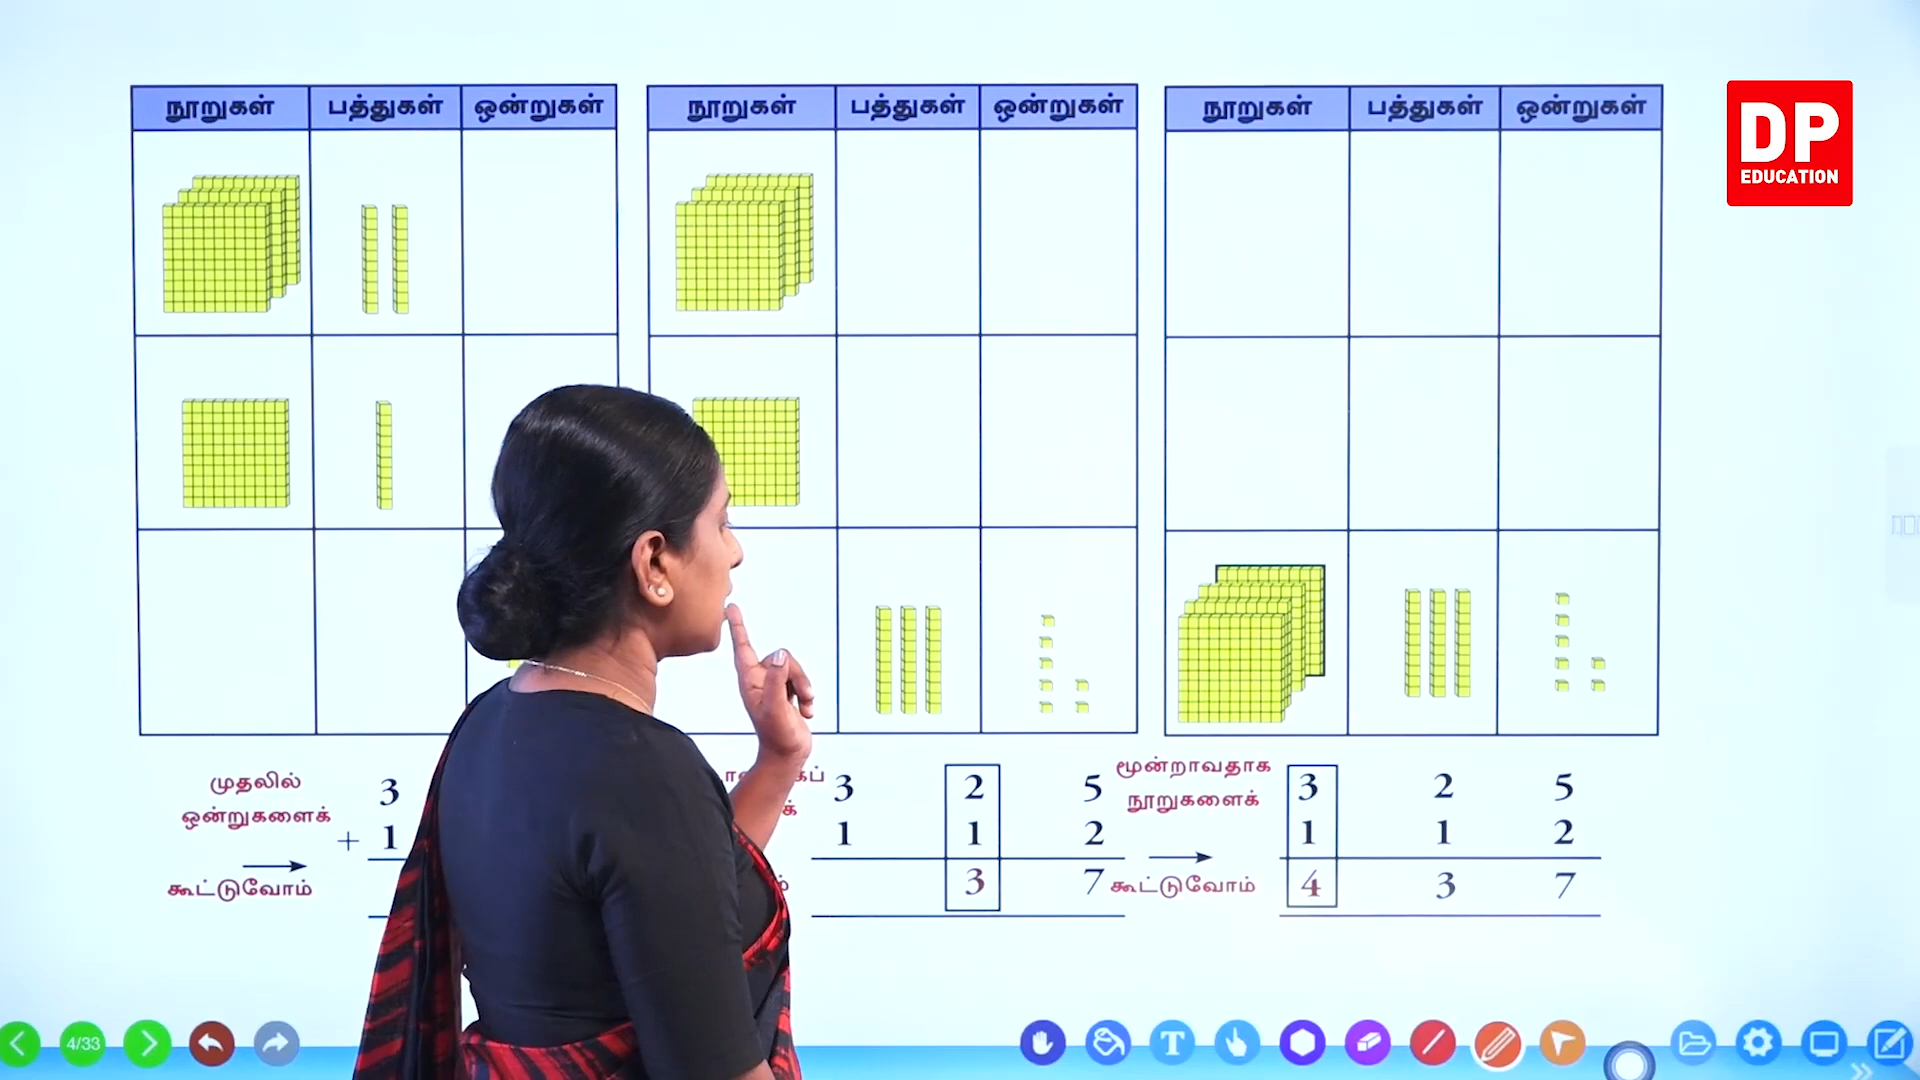 நூறுகள் பத்துகள் ஒன்றுகள்
நூறுகள் பத்துகள் ஒன்றுகள்
நூறுகள் பத்துகள் ஒன்றுகள்
DP
EDUCATION
முதலில்
ஒன்றுகளைக்
கூட்டுவோம்
3
+ 1
3 2 5
1 1 2
3 7
மூன்றாவதாக
நூறுகளைக்
கூட்டுவோம்
3 2 5
1 1 2
4 3 7
4/33
T